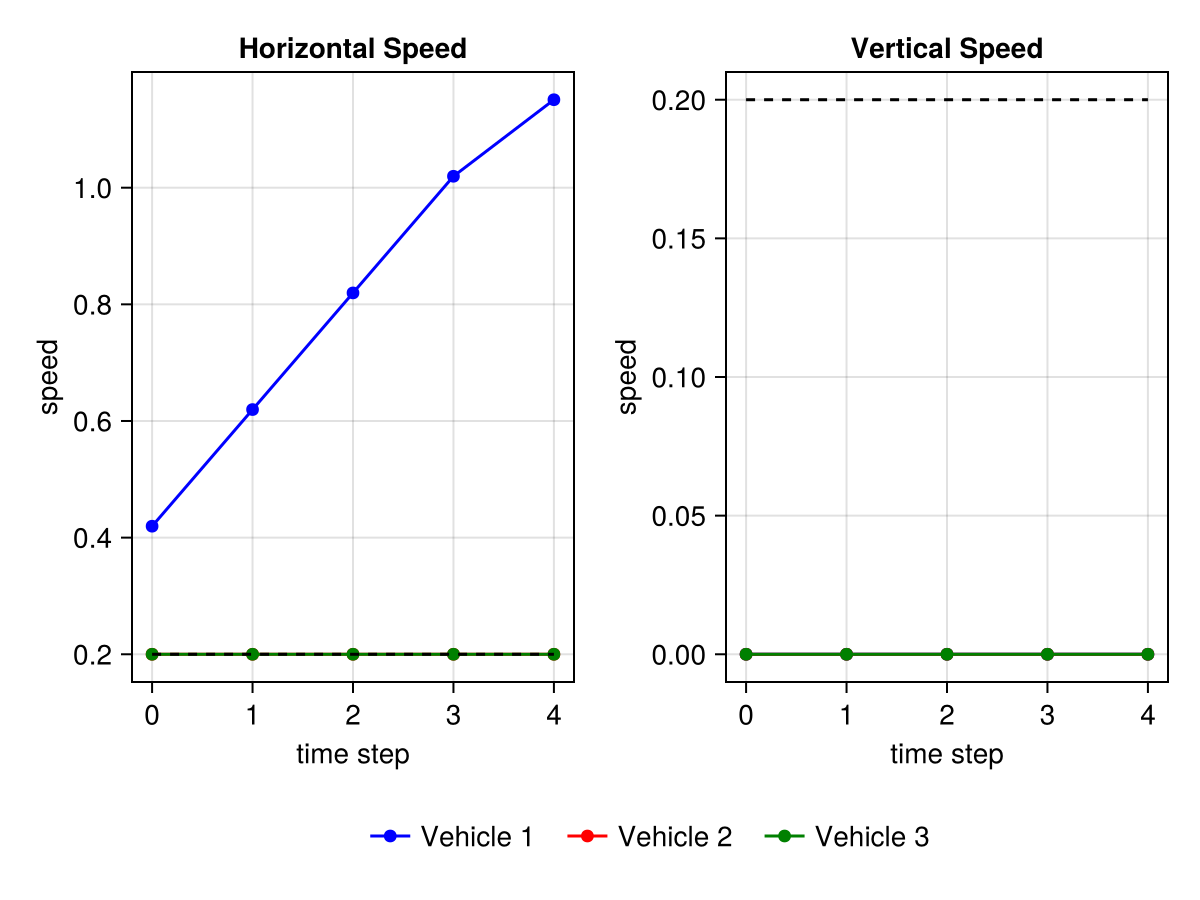 Horizontal Speed
speed
1.0
0.8
0.6
0.4
0.2
0 1 2 3 4
time step
Vertical Speed
speed
0.20
0.15
0.10
0.05
0.00
0 1 2 3 4
time step
Vehicle 1 Vehicle 2 Vehicle 3